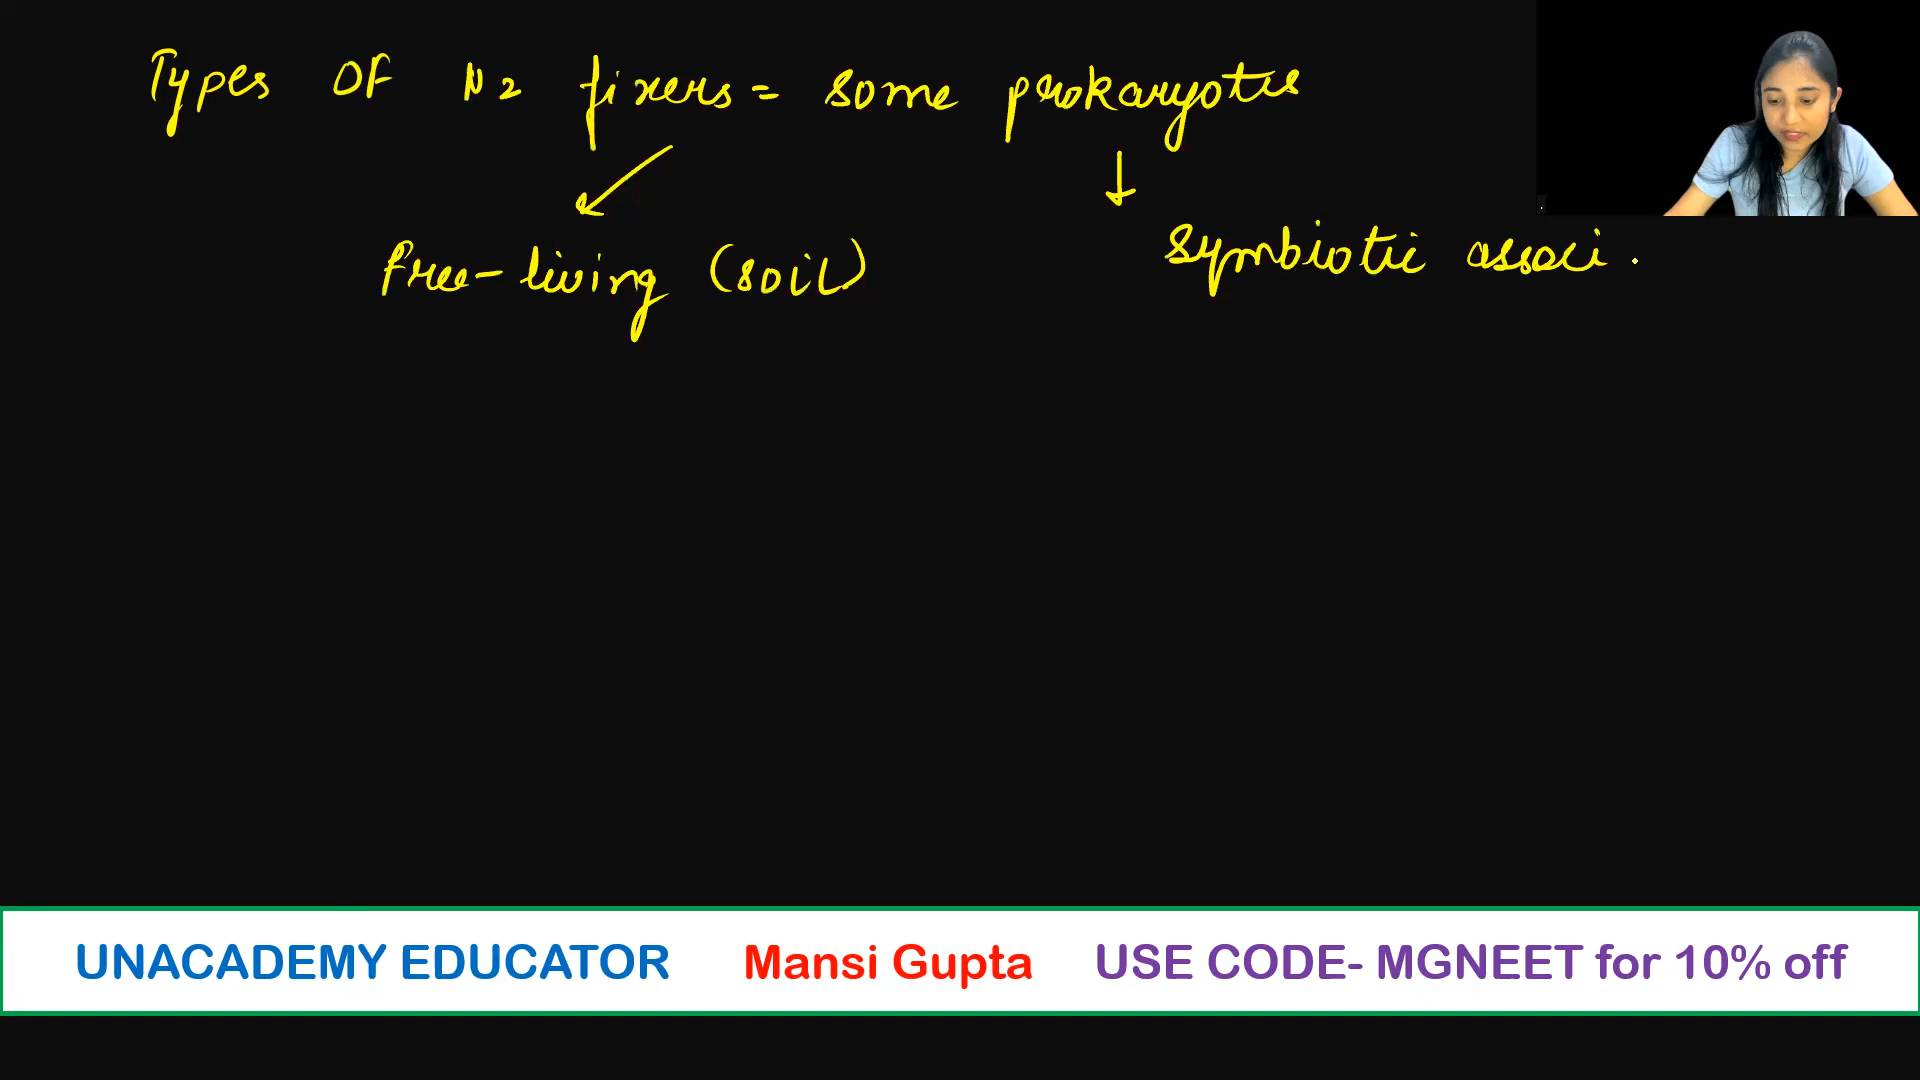 Types OF N2 fixers = some prokaryotes
free-living (soil)
symbiotic associ.
UNACADEMY EDUCATOR Mansi Gupta USE CODE- MGNEET for 10% off